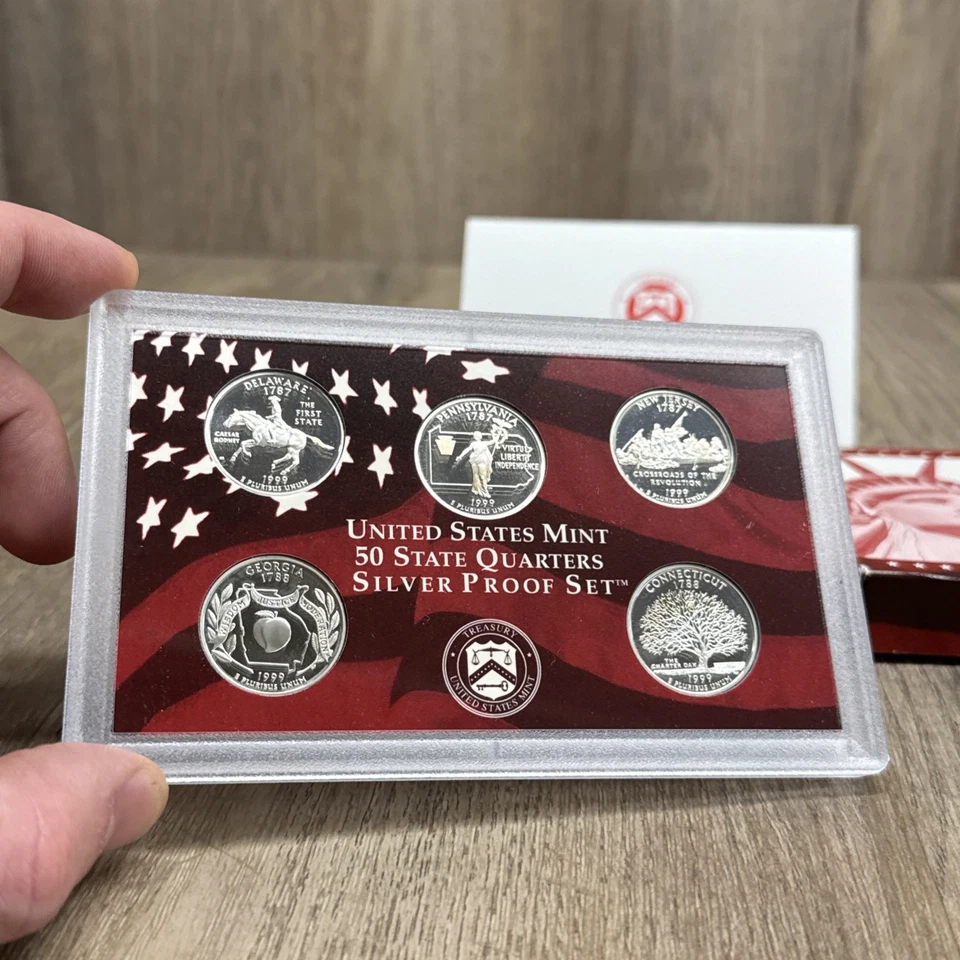 DELAWARE
1787
THE
FIRST
STATE
CAESAR
RODNEY
1999
E PLURIBUS UNUM
PENNSYLVANIA
1787
VIRTUE
LIBERTY
INDEPENDENCE
1999
E PLURIBUS UNUM
NEW JERSEY
1787
CROSSROADS OF THE
REVOLUTION
1999
E PLURIBUS UNUM
UNITED STATES MINT
50 STATE QUARTERS
SILVER PROOF SET™
GEORGIA
1788
WISDOM JUSTICE MODERATION
1999
E PLURIBUS UNUM
TREASURY
UNITED STATES MINT
CONNECTICUT
1788
THE
CHARTER OAK
1999
E PLURIBUS UNUM